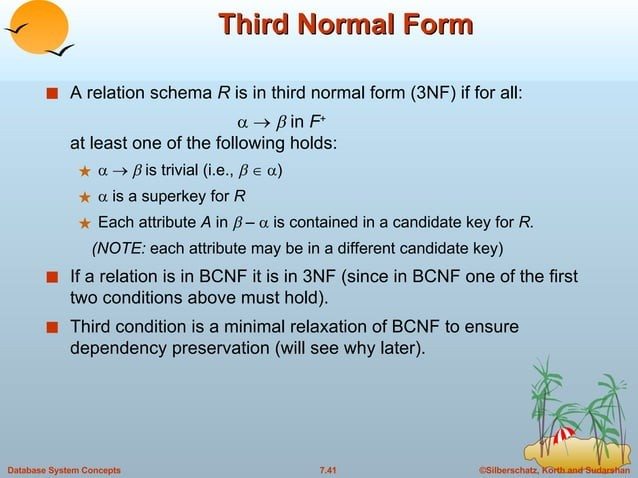 Third Normal Form
■ A relation schema R is in third normal form (3NF) if for all:
α → β in F⁺
at least one of the following holds:
★ α → β is trivial (i.e., β ∈ α)
★ α is a superkey for R
★ Each attribute A in β – α is contained in a candidate key for R.
(NOTE: each attribute may be in a different candidate key)
■ If a relation is in BCNF it is in 3NF (since in BCNF one of the first
two conditions above must hold).
■ Third condition is a minimal relaxation of BCNF to ensure
dependency preservation (will see why later).
Database System Concepts
7.41
©Silberschatz, Korth and Sudarshan